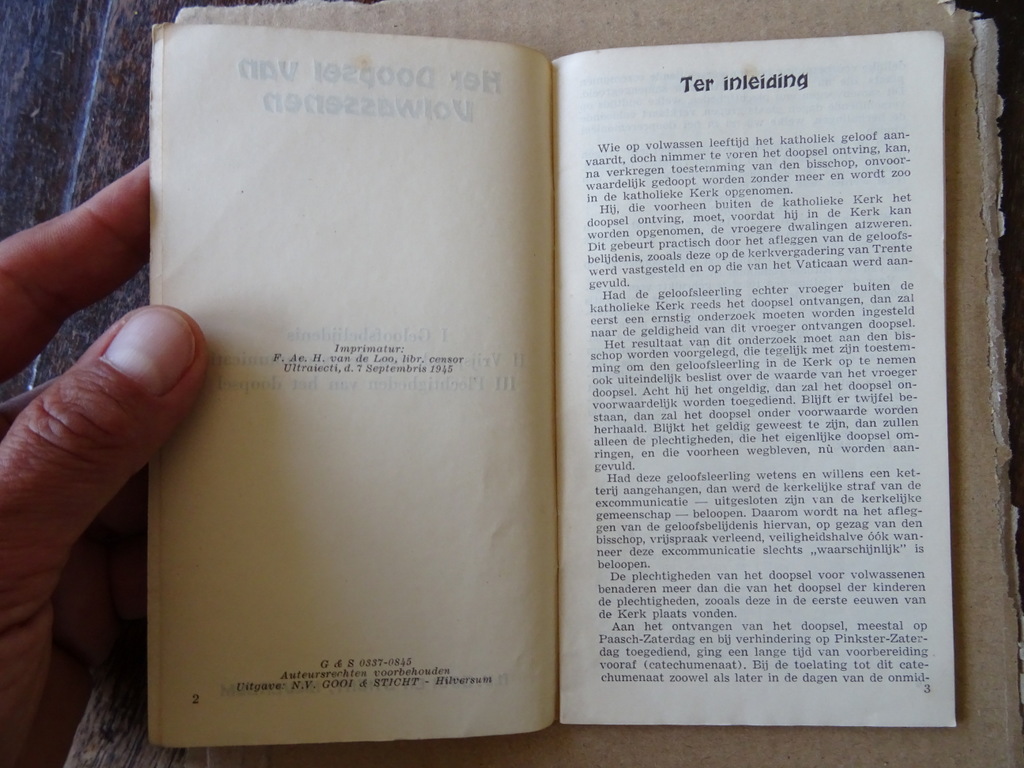 Imprimatur:
F. Ae. H. van de Loo, libr. censor
Ultraiecti, d. 7 Septembris 1945
G & S 0337-0845
Auteursrechten voorbehouden
Uitgave: N.V. GOOI & STICHT - Hilversum
2
Ter inleiding
Wie op volwassen leeftijd het katholiek geloof aan-
vaardt, doch nimmer te voren het doopsel ontving, kan,
na verkregen toestemming van den bisschop, onvoor-
waardelijk gedoopt worden zonder meer en wordt zoo
in de katholieke Kerk opgenomen.
Hij, die voorheen buiten de katholieke Kerk het
doopsel ontving, moet, voordat hij in de Kerk kan
worden opgenomen, de vroegere dwalingen afzweren.
Dit gebeurt practisch door het afleggen van de geloofs-
belijdenis, zooals deze op de kerkvergadering van Trente
werd vastgesteld en op die van het Vaticaan werd aan-
gevuld.
Had de geloofsleerling echter vroeger buiten de
katholieke Kerk reeds het doopsel ontvangen, dan zal
eerst een ernstig onderzoek moeten worden ingesteld
naar de geldigheid van dit vroeger ontvangen doopsel.
Het resultaat van dit onderzoek moet aan den bis-
schop worden voorgelegd, die tegelijk met zijn toestem-
ming om den geloofsleerling in de Kerk op te nemen
ook uiteindelijk beslist over de waarde van het vroeger
doopsel. Acht hij het ongeldig, dan zal het doopsel on-
voorwaardelijk worden toegediend. Blijft er twijfel be-
staan, dan zal het doopsel onder voorwaarde worden
herhaald. Blijkt het geldig geweest te zijn, dan zullen
alleen de plechtigheden, die het eigenlijke doopsel om-
ringen, en die voorheen wegbleven, nù worden aan-
gevuld.
Had deze geloofsleerling wetens en willens een ket-
terij aangehangen, dan werd de kerkelijke straf van de
excommunicatie — uitgesloten zijn van de kerkelijke
gemeenschap — beloopen. Daarom wordt na het afleg-
gen van de geloofsbelijdenis hiervan, op gezag van den
bisschop, vrijspraak verleend, veiligheidshalve óók wan-
neer deze excommunicatie slechts „waarschijnlijk” is
beloopen.
De plechtigheden van het doopsel voor volwassenen
benaderen meer dan die van het doopsel der kinderen
de plechtigheden, zooals deze in de eerste eeuwen van
de Kerk plaats vonden.
Aan het ontvangen van het doopsel, meestal op
Paasch-Zaterdag en bij verhindering op Pinkster-Zater-
dag toegediend, ging een lange tijd van voorbereiding
vooraf (catechumenaat). Bij de toelating tot dit cate-
chumenaat zoowel als later in de dagen van de onmid-
3